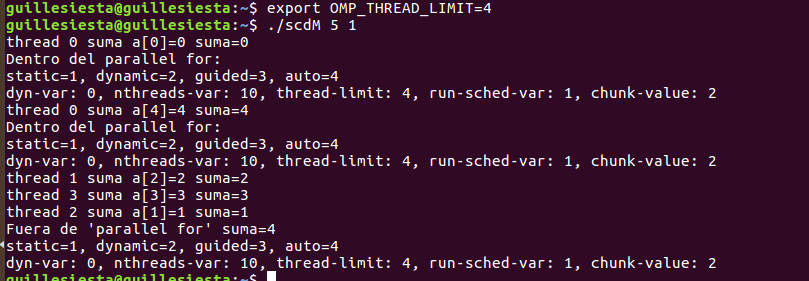 guillesiesta@guillesiesta:~$ export OMP_THREAD_LIMIT=4
guillesiesta@guillesiesta:~$ ./scdM 5 1
thread 0 suma a[0]=0 suma=0
Dentro del parallel for:
static=1, dynamic=2, guided=3, auto=4
dyn-var: 0, nthreads-var: 10, thread-limit: 4, run-sched-var: 1, chunk-value: 2
thread 0 suma a[4]=4 suma=4
Dentro del parallel for:
static=1, dynamic=2, guided=3, auto=4
dyn-var: 0, nthreads-var: 10, thread-limit: 4, run-sched-var: 1, chunk-value: 2
thread 1 suma a[2]=2 suma=2
thread 3 suma a[3]=3 suma=3
thread 2 suma a[1]=1 suma=1
Fuera de 'parallel for' suma=4
static=1, dynamic=2, guided=3, auto=4
dyn-var: 0, nthreads-var: 10, thread-limit: 4, run-sched-var: 1, chunk-value: 2
guillesiesta@guillesiesta:~$